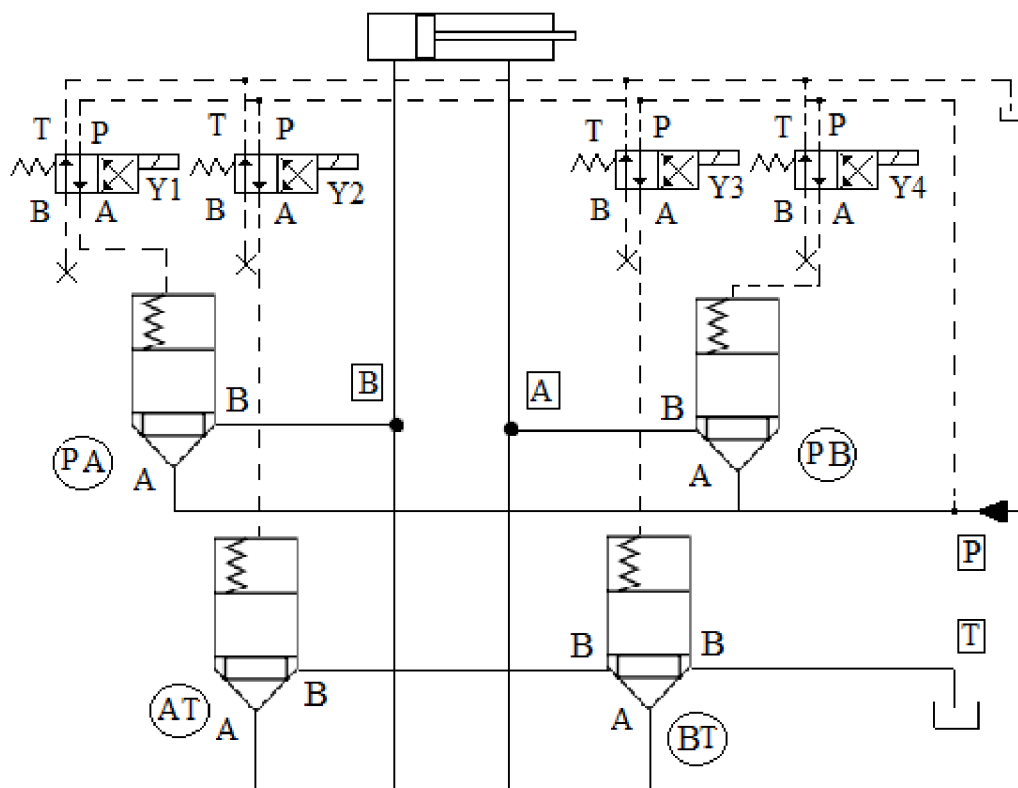 T P T P T P T P
Y1 Y2 Y3 Y4
B A B A B A B A
B A
B B
PA A A PB
P
T
B B B
AT A A BT